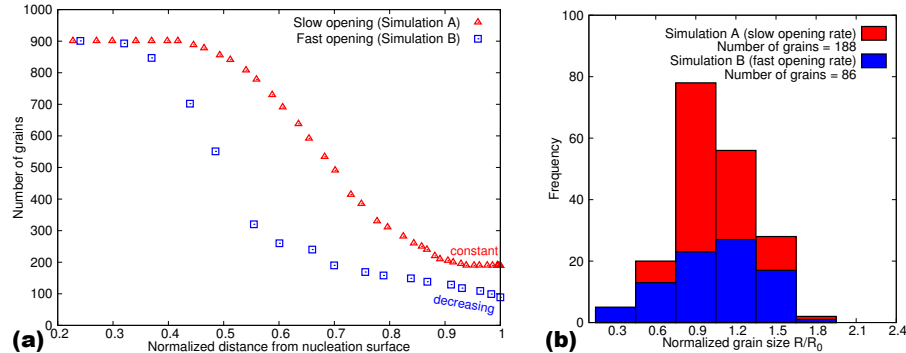 Slow opening (Simulation A)
Fast opening (Simulation B)
1000
900
800
700
600
500
400
300
200
100
0
Number of grains
constant
decreasing
0.2 0.3 0.4 0.5 0.6 0.7 0.8 0.9 1
Normalized distance from nucleation surface
(a)
Simulation A (slow opening rate)
Number of grains = 188
Simulation B (fast opening rate)
Number of grains = 86
100
80
60
40
20
0
Frequency
0.3 0.6 0.9 1.2 1.5 1.8 2.1 2.4
Normalized grain size R/R0
(b)